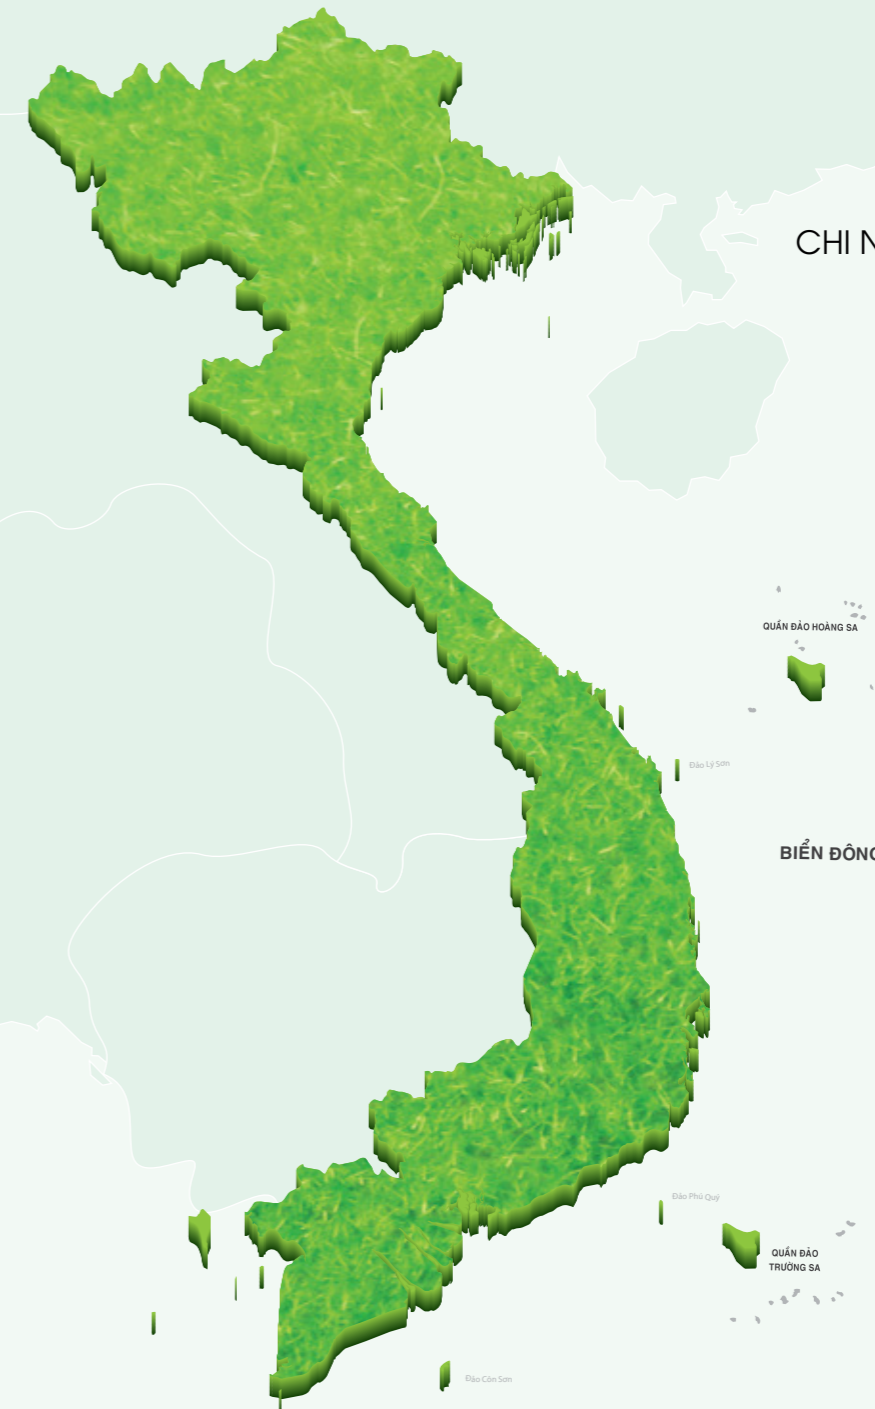 CHI N
QUẦN ĐẢO HOÀNG SA
Đảo Lý Sơn
BIỂN ĐÔNG
Đảo Phú Quý
QUẦN ĐẢO
TRƯỜNG SA
Đảo Côn Sơn